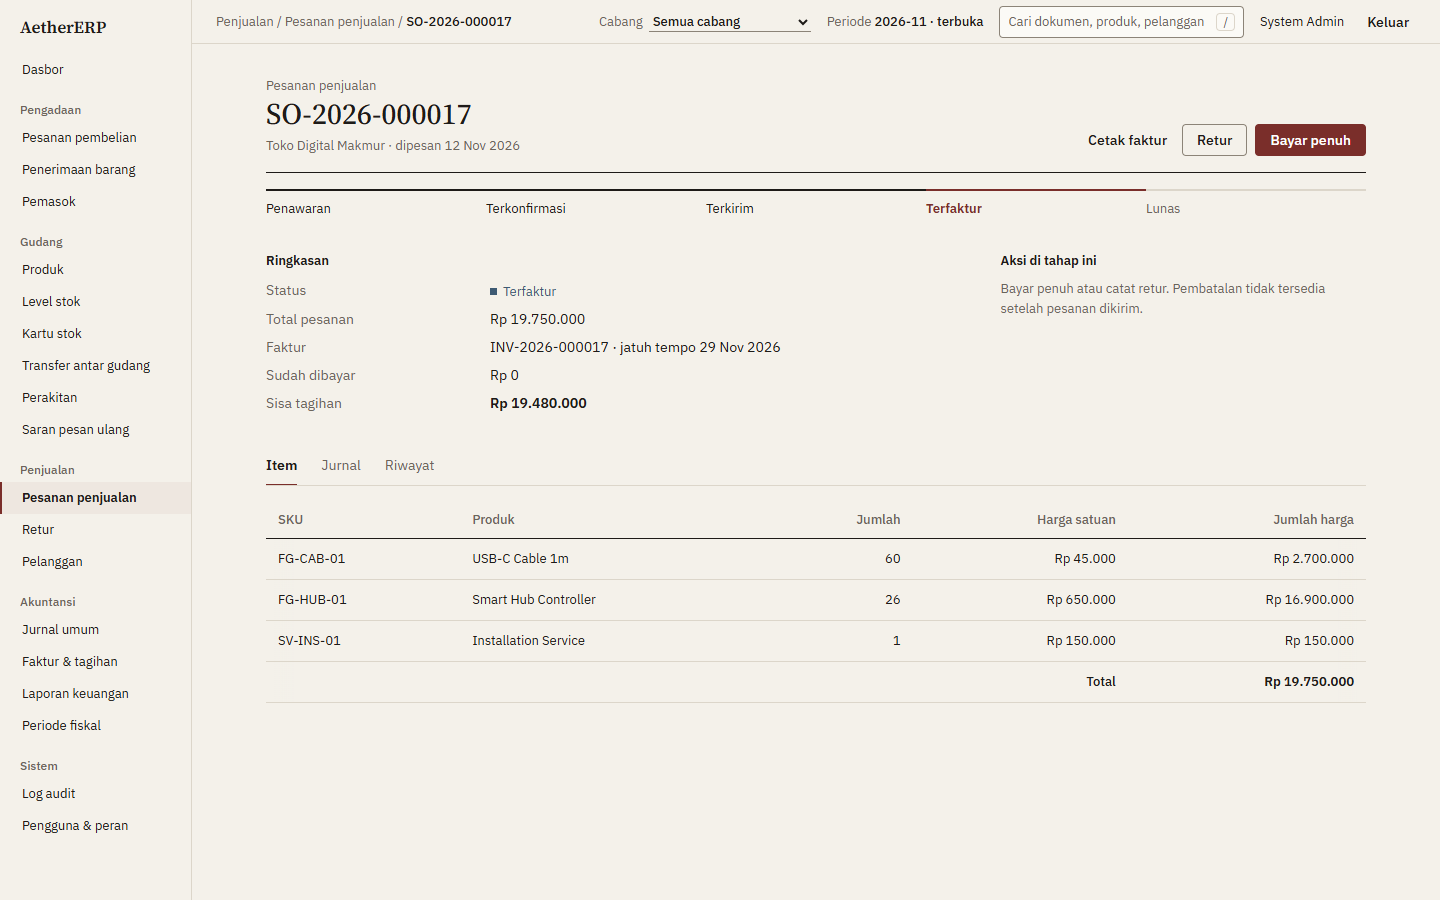 AetherERP
Dasbor
Pengadaan
Pesanan pembelian
Penerimaan barang
Pemasok
Gudang
Produk
Level stok
Kartu stok
Transfer antar gudang
Perakitan
Saran pesan ulang
Penjualan
Pesanan penjualan
Retur
Pelanggan
Akuntansi
Jurnal umum
Faktur & tagihan
Laporan keuangan
Periode fiskal
Sistem
Log audit
Pengguna & peran
Penjualan / Pesanan penjualan / SO-2026-000017
Cabang Semua cabang
Periode 2026-11 · terbuka
Cari dokumen, produk, pelanggan /
System Admin
Keluar
Pesanan penjualan
SO-2026-000017
Toko Digital Makmur · dipesan 12 Nov 2026
Cetak faktur Retur Bayar penuh
Penawaran Terkonfirmasi Terkirim Terfaktur Lunas
Ringkasan
Status Terfaktur
Total pesanan Rp 19.750.000
Faktur INV-2026-000017 · jatuh tempo 29 Nov 2026
Sudah dibayar Rp 0
Sisa tagihan Rp 19.480.000
Aksi di tahap ini
Bayar penuh atau catat retur. Pembatalan tidak tersedia
setelah pesanan dikirim.
Item Jurnal Riwayat
SKU Produk Jumlah Harga satuan Jumlah harga
FG-CAB-01 USB-C Cable 1m 60 Rp 45.000 Rp 2.700.000
FG-HUB-01 Smart Hub Controller 26 Rp 650.000 Rp 16.900.000
SV-INS-01 Installation Service 1 Rp 150.000 Rp 150.000
Total Rp 19.750.000